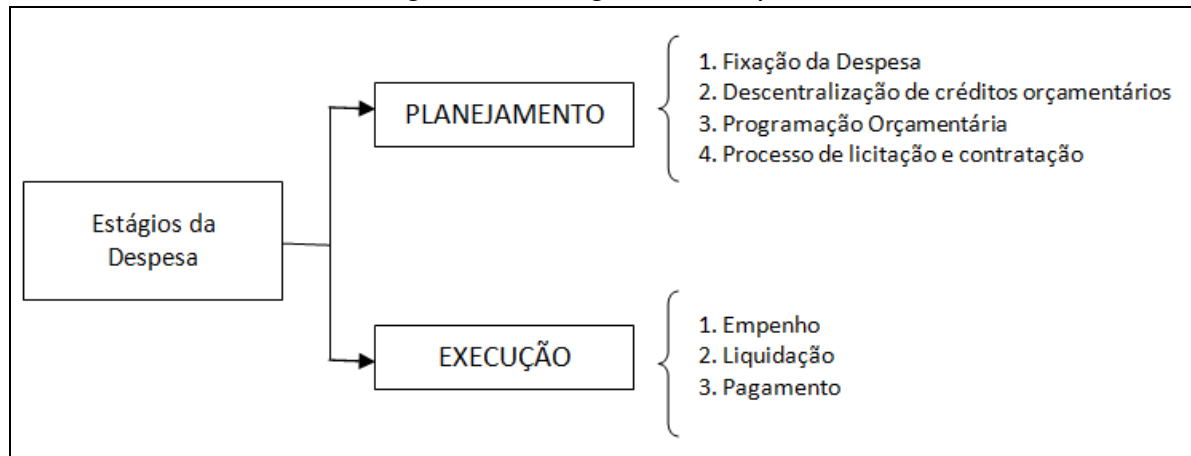 Estágios da
Despesa
PLANEJAMENTO
1. Fixação da Despesa
2. Descentralização de créditos orçamentários
3. Programação Orçamentária
4. Processo de licitação e contratação
EXECUÇÃO
1. Empenho
2. Liquidação
3. Pagamento